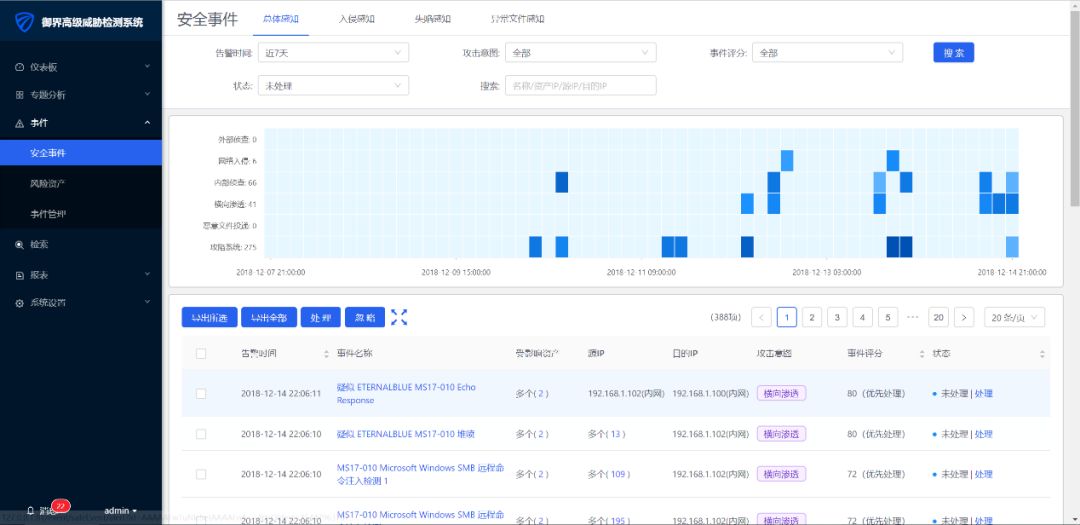 御界高级威胁检测系统
安全事件
总体感知
入侵感知
失陷感知
异常文件感知
告警时间:
近7天
攻击意图:
全部
事件评分:
全部
搜 索
状态:
未处理
搜索:
名称/资产IP/源IP/目的IP
仪表板
专题分析
事件
安全事件
风险资产
事件管理
检索
报表
系统设置
外部侦查: 0
网络入侵: 6
内部侦查: 66
横向渗透: 41
恶意文件投递: 0
攻陷系统: 275
2018-12-07 21:00:00
2018-12-09 15:00:00
2018-12-11 09:00:00
2018-12-13 03:00:00
2018-12-14 21:00:00
导出所选
导出全部
处 理
忽 略
(388项)
1
2
3
4
5
20
20 条/页
告警时间
事件名称
受影响资产
源IP
目的IP
攻击意图
事件评分
状态
2018-12-14 22:06:11
疑似 ETERNALBLUE MS17-010 Echo
Response
多个( 2 )
192.168.1.102(内网)
192.168.1.100(内网)
横向渗透
80（优先处理）
未处理 | 处理
2018-12-14 22:06:10
疑似 ETERNALBLUE MS17-010 堆喷
多个( 2 )
多个( 13 )
192.168.1.102(内网)
横向渗透
80（优先处理）
未处理 | 处理
2018-12-14 22:06:10
MS17-010 Microsoft Windows SMB 远程命
令注入检测 1
多个( 2 )
多个( 109 )
192.168.1.102(内网)
横向渗透
72（优先处理）
未处理 | 处理
2018-12-14 22:06:10
MS17-010 Microsoft Windows SMB 远程命
多个( 2 )
多个( 195 )
192.168.1.102(内网)
横向渗透
72（优先处理）
未处理 | 处理
22
admin